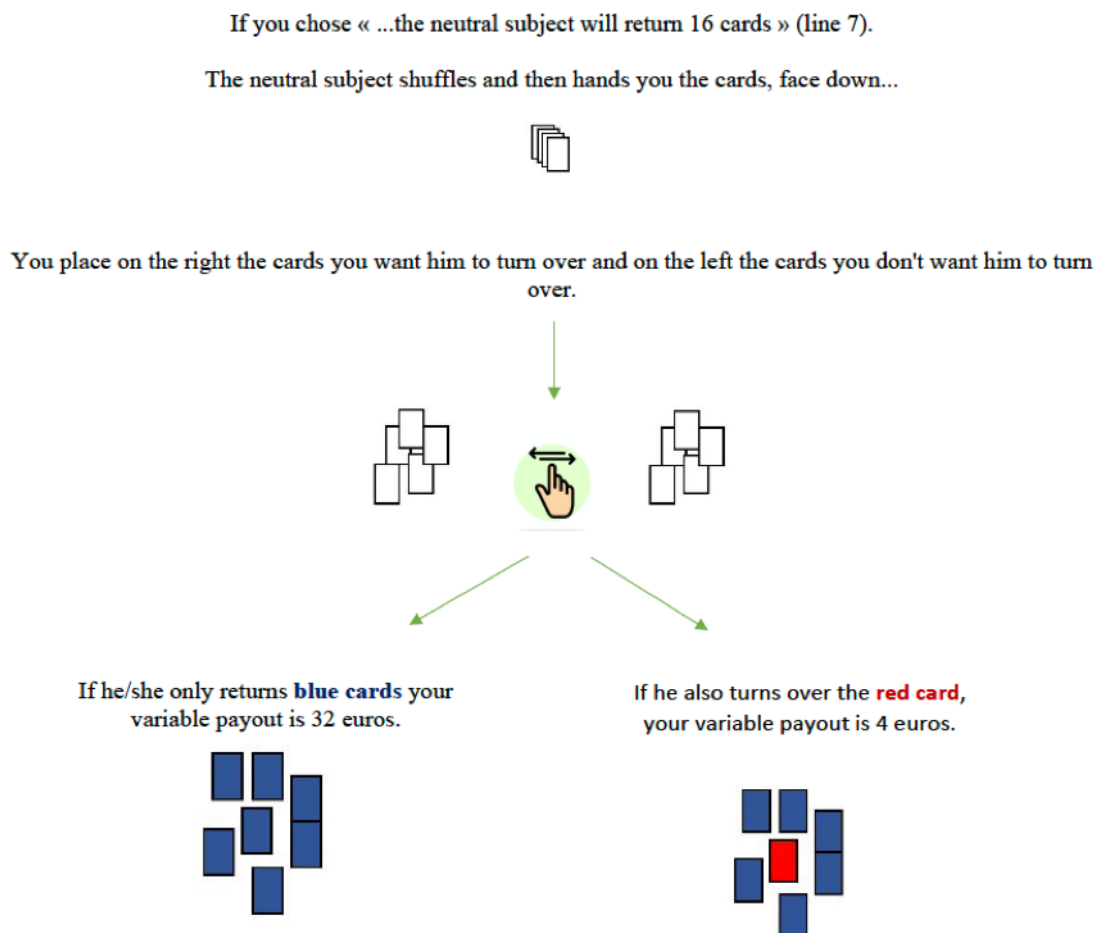 If you chose « ...the neutral subject will return 16 cards » (line 7).
The neutral subject shuffles and then hands you the cards, face down...
You place on the right the cards you want him to turn over and on the left the cards you don't want him to turn
over.
If he/she only returns blue cards your
variable payout is 32 euros.
If he also turns over the red card,
your variable payout is 4 euros.